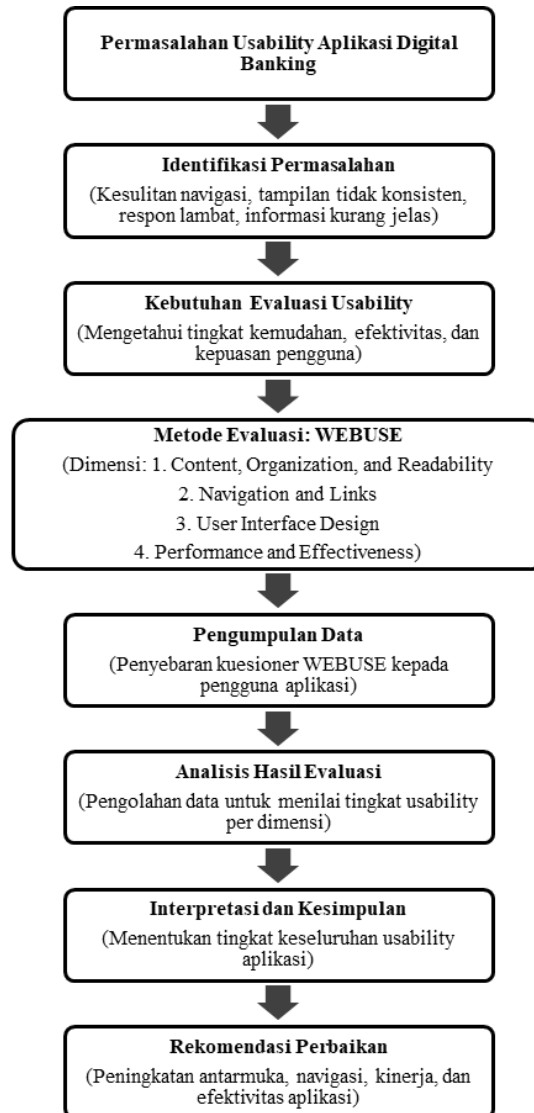 Permasalahan Usability Aplikasi Digital
Banking
Identifikasi Permasalahan
(Kesulitan navigasi, tampilan tidak konsisten,
respon lambat, informasi kurang jelas)
Kebutuhan Evaluasi Usability
(Mengetahui tingkat kemudahan, efektivitas, dan
kepuasan pengguna)
Metode Evaluasi: WEBUSE
(Dimensi: 1. Content, Organization, and Readability
2. Navigation and Links
3. User Interface Design
4. Performance and Effectiveness)
Pengumpulan Data
(Penyebaran kuesioner WEBUSE kepada
pengguna aplikasi)
Analisis Hasil Evaluasi
(Pengolahan data untuk menilai tingkat usability
per dimensi)
Interpretasi dan Kesimpulan
(Menentukan tingkat keseluruhan usability
aplikasi)
Rekomendasi Perbaikan
(Peningkatan antarmuka, navigasi, kinerja, dan
efektivitas aplikasi)